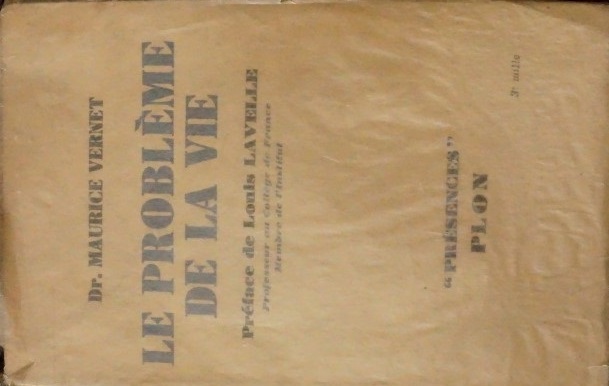 Dr. MAURICE VERNET
LE PROBLÈME
DE LA VIE
Préface de Louis LAVELLE
Professeur au Collège de France
Membre de l'Institut
“PRÉSENCES”
PLON
3e mille